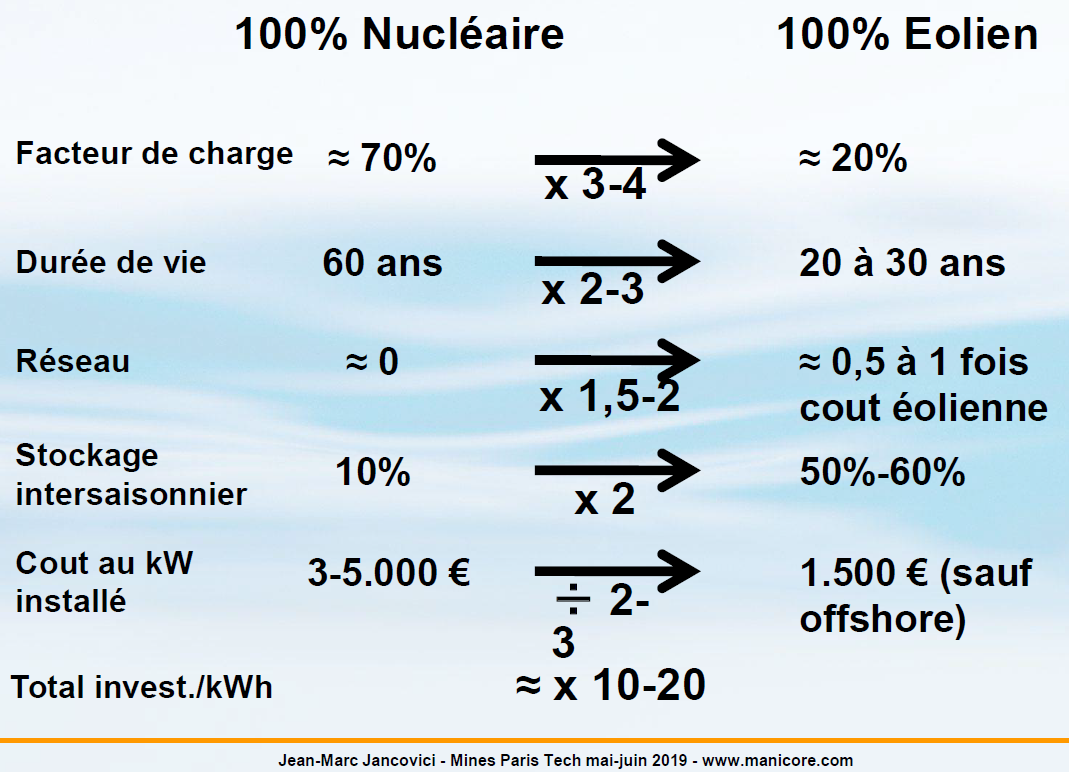 100% Nucléaire 100% Eolien
Facteur de charge ≈ 70% x 3-4 ≈ 20%
Durée de vie 60 ans x 2-3 20 à 30 ans
Réseau ≈ 0 x 1,5-2 ≈ 0,5 à 1 fois
cout éolienne
Stockage
intersaisonnier 10% x 2 50%-60%
Cout au kW
installé 3-5.000 € ÷ 2-
3 1.500 € (sauf
offshore)
Total invest./kWh ≈ x 10-20
Jean-Marc Jancovici - Mines Paris Tech mai-juin 2019 - www.manicore.com